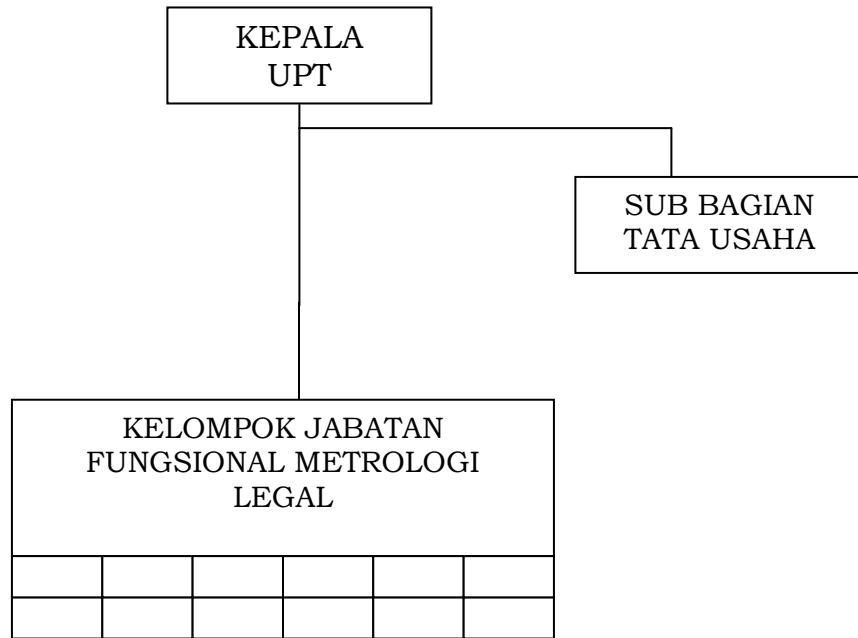 KEPALA
UPT
SUB BAGIAN
TATA USAHA
KELOMPOK JABATAN
FUNGSIONAL METROLOGI
LEGAL